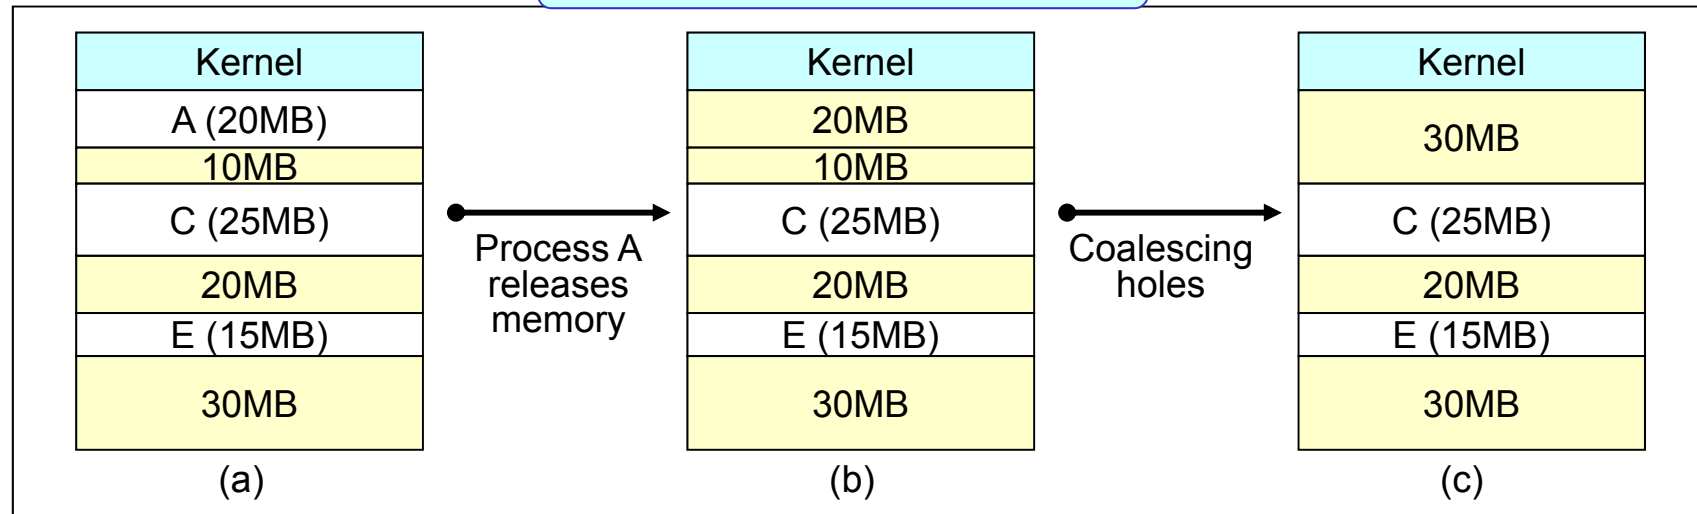 Kernel
A (20MB)
10MB
C (25MB)
20MB
E (15MB)
30MB
(a)
Process A
releases
memory
Kernel
20MB
10MB
C (25MB)
20MB
E (15MB)
30MB
(b)
Coalescing
holes
Kernel
30MB
C (25MB)
20MB
E (15MB)
30MB
(c)